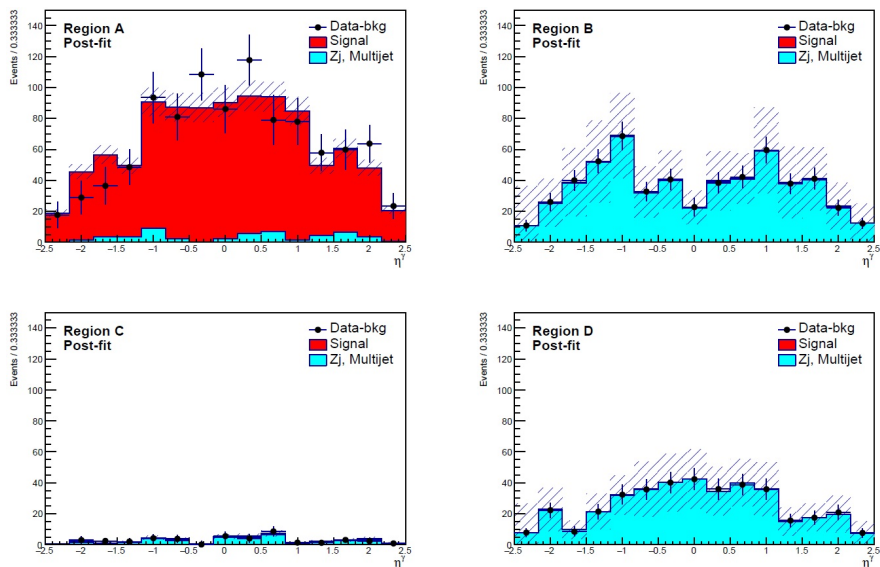 Events / 0.333333
140
120
100
80
60
40
20
0
Region A
Post-fit
Data-bkg
Signal
Zj, Multijet
−2.5 −2 −1.5 −1 −0.5 0 0.5 1 1.5 2 2.5
η^γ
Events / 0.333333
140
120
100
80
60
40
20
0
Region B
Post-fit
Data-bkg
Signal
Zj, Multijet
−2.5 −2 −1.5 −1 −0.5 0 0.5 1 1.5 2 2.5
η^γ
Events / 0.333333
140
120
100
80
60
40
20
0
Region C
Post-fit
Data-bkg
Signal
Zj, Multijet
−2.5 −2 −1.5 −1 −0.5 0 0.5 1 1.5 2 2.5
η^γ
Events / 0.333333
140
120
100
80
60
40
20
0
Region D
Post-fit
Data-bkg
Signal
Zj, Multijet
−2.5 −2 −1.5 −1 −0.5 0 0.5 1 1.5 2 2.5
η^γ